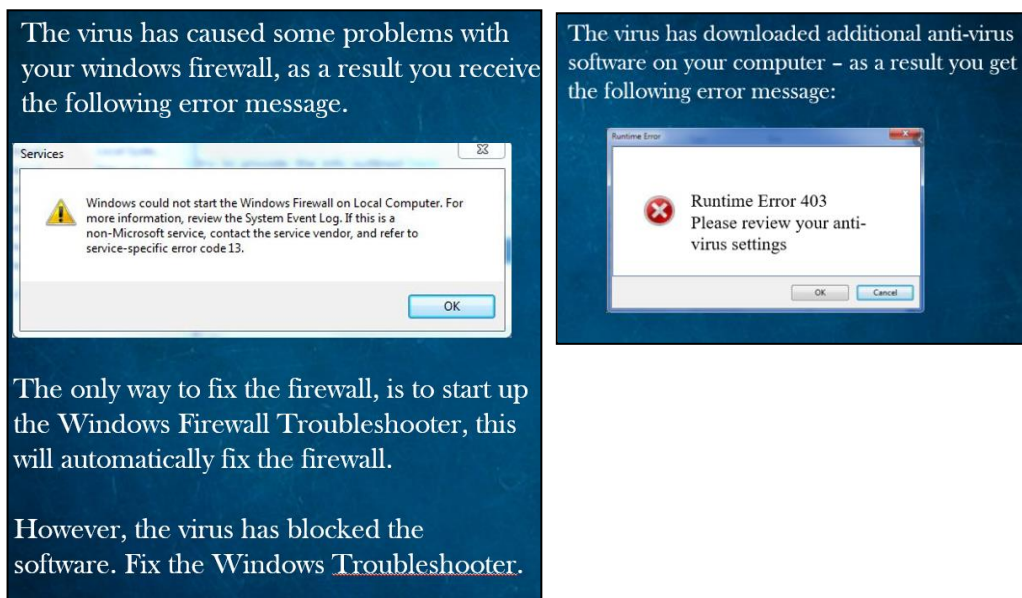 The virus has caused some problems with
your windows firewall, as a result you receive
the following error message.
Services
Windows could not start the Windows Firewall on Local Computer. For
more information, review the System Event Log. If this is a
non-Microsoft service, contact the service vendor, and refer to
service-specific error code 13.
OK
The only way to fix the firewall, is to start up
the Windows Firewall Troubleshooter, this
will automatically fix the firewall.
However, the virus has blocked the
software. Fix the Windows Troubleshooter.
The virus has downloaded additional anti-virus
software on your computer – as a result you get
the following error message:
Runtime Error
Runtime Error 403
Please review your anti-
virus settings
OK
Cancel